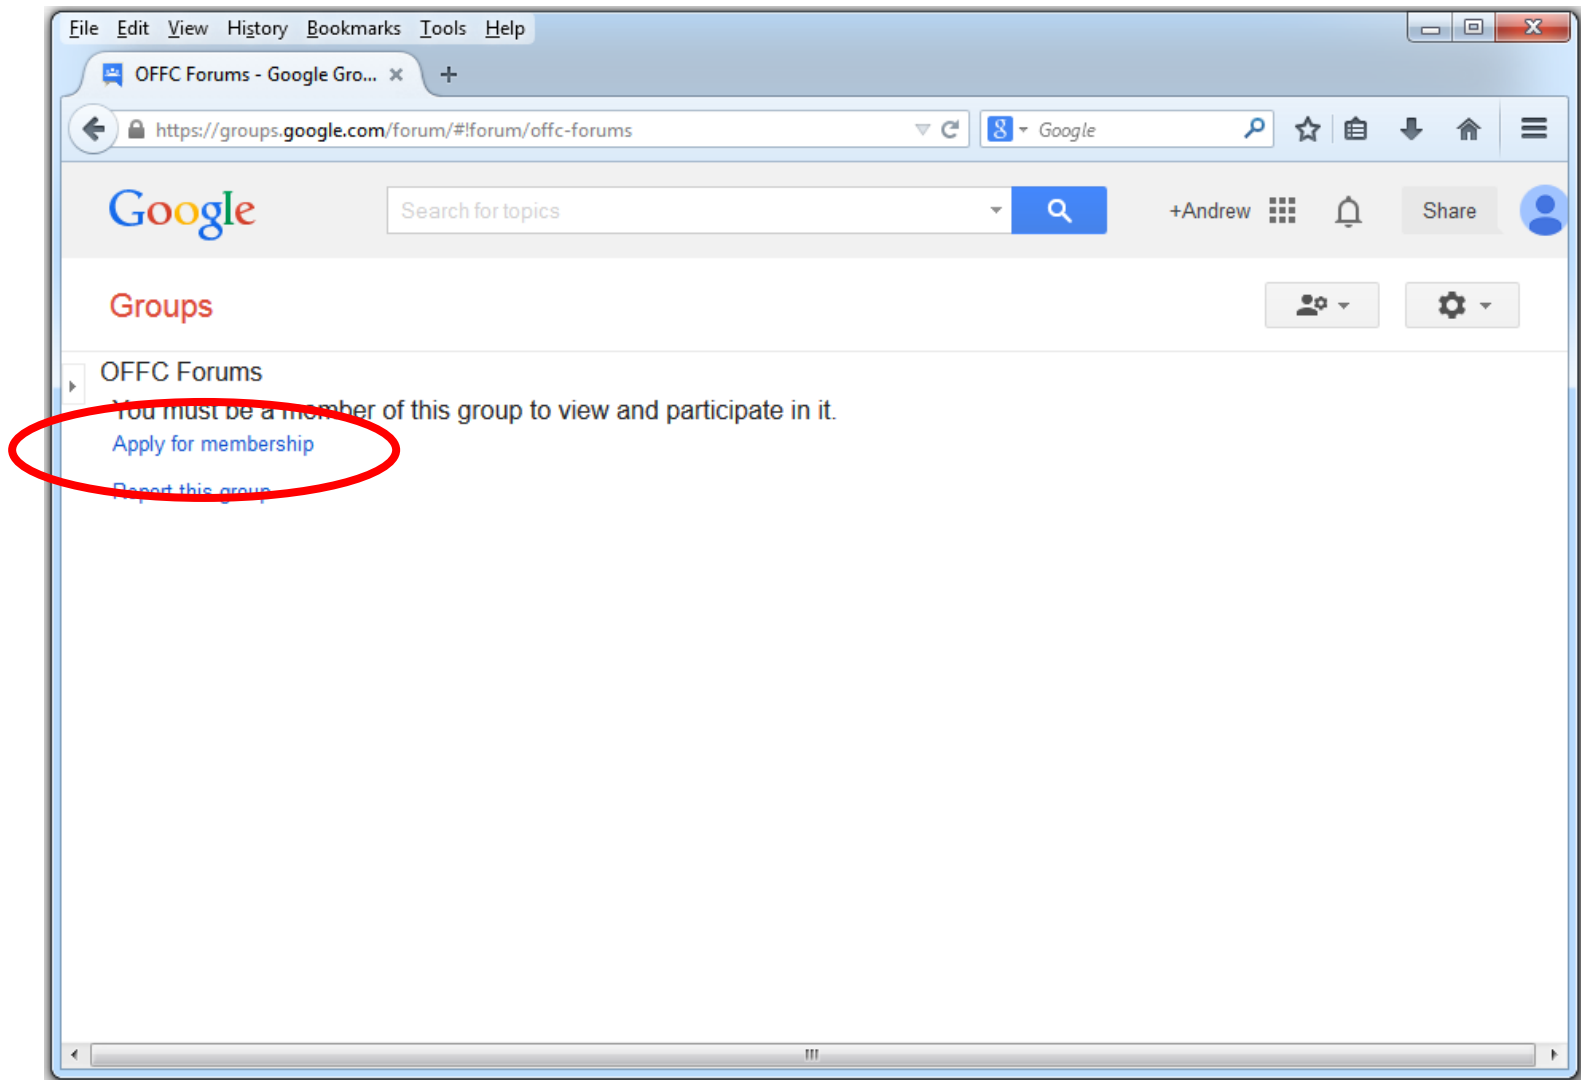 File Edit View History Bookmarks Tools Help
OFFC Forums - Google Gro...
https://groups.google.com/forum/#!forum/offc-forums
8 Google
Google
Search for topics
+Andrew
Share
Groups
OFFC Forums
You must be a member of this group to view and participate in it.
Apply for membership
Report this group